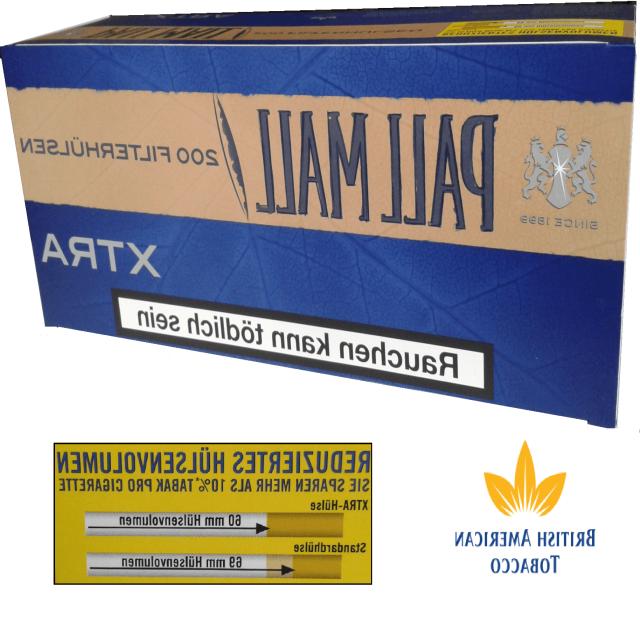 PALL MALL
200 FILTERHÜLSEN
SINCE 1899
XTRA
Rauchen kann tödlich sein
REDUZIERTES HÜLSENVOLUMEN
SIE SPAREN MEHR ALS 10%* TABAK PRO CIGARETTE
XTRA-Hülse
60 mm Hülsenvolumen
Standardhülse
69 mm Hülsenvolumen
BRITISH AMERICAN
TOBACCO